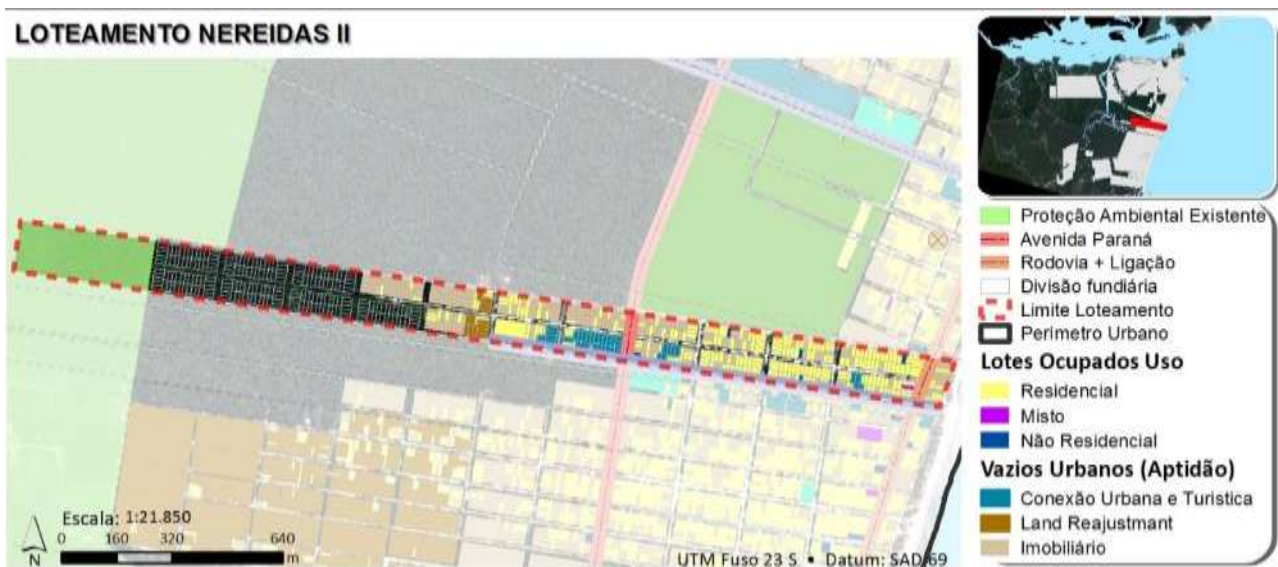 LOTEAMENTO NEREIDAS II
Proteção Ambiental Existente
Avenida Paraná
Rodovia + Ligação
Divisão fundiária
Limite Loteamento
Perímetro Urbano
Lotes Ocupados Uso
Residencial
Misto
Não Residencial
Vazios Urbanos (Aptidão)
Conexão Urbana e Turistica
Land Reajustmant
Imobiliário
Escala: 1:21.850
0 160 320 640
m
N
UTM Fuso 23 S • Datum: SAD 69